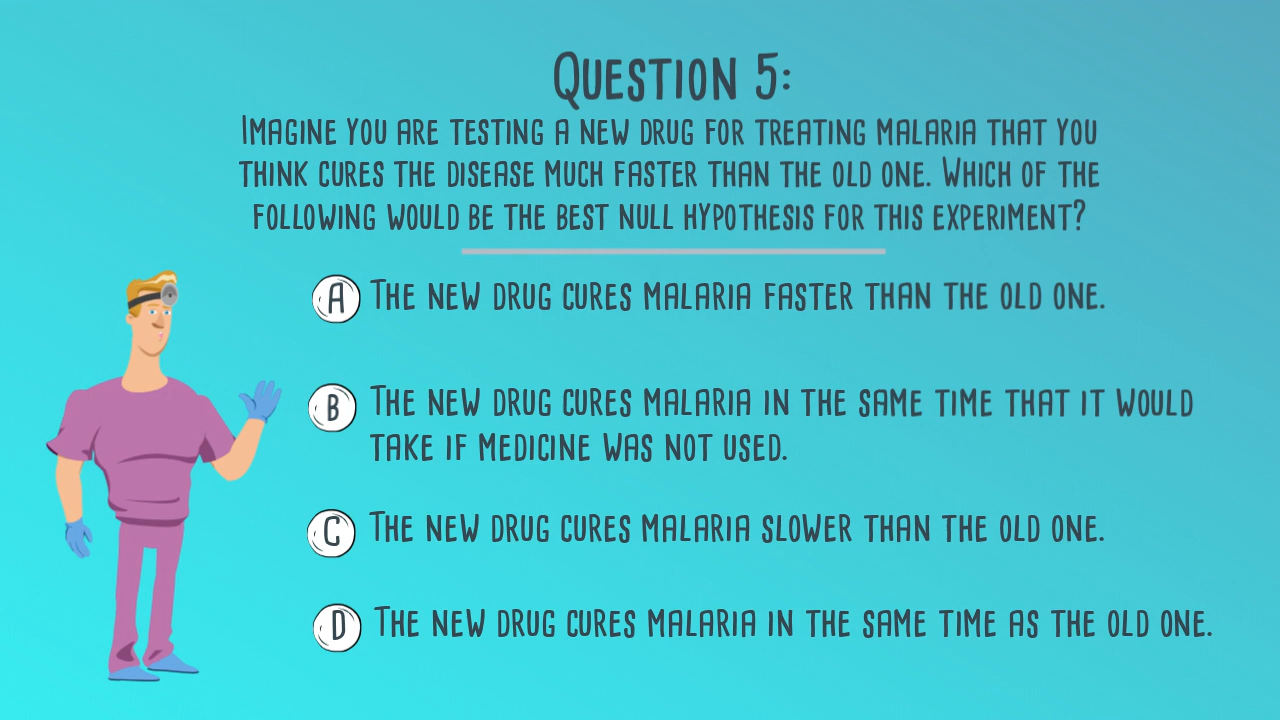 Question 5:
Imagine you are testing a new drug for treating malaria that you
think cures the disease much faster than the old one. Which of the
following would be the best null hypothesis for this experiment?
A The new drug cures malaria faster than the old one.
B The new drug cures malaria in the same time that it would
take if medicine was not used.
C The new drug cures malaria slower than the old one.
D The new drug cures malaria in the same time as the old one.